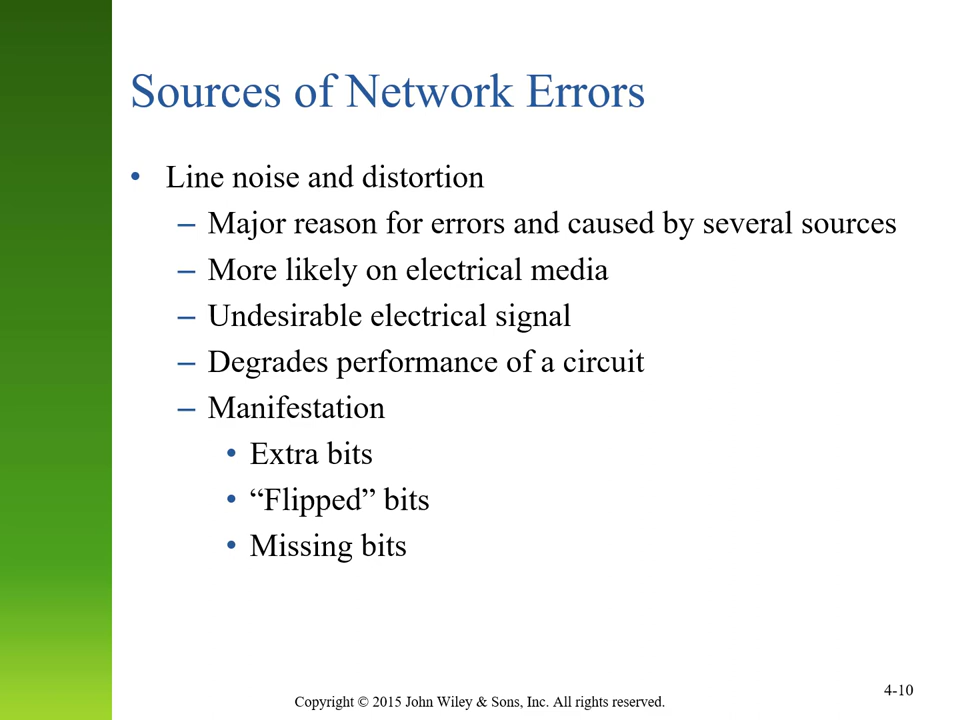 Sources of Network Errors
• Line noise and distortion
– Major reason for errors and caused by several sources
– More likely on electrical media
– Undesirable electrical signal
– Degrades performance of a circuit
– Manifestation
• Extra bits
• “Flipped” bits
• Missing bits
Copyright © 2015 John Wiley & Sons, Inc. All rights reserved.
4-10